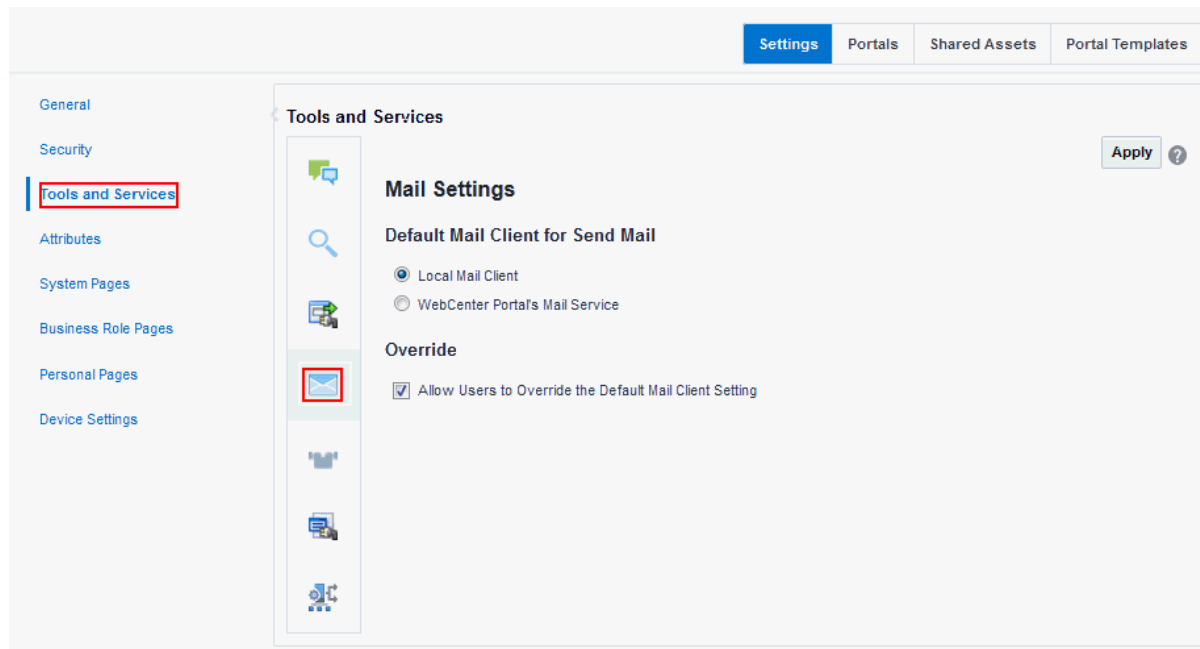 Settings Portals Shared Assets Portal Templates
General
Security
Tools and Services
Attributes
System Pages
Business Role Pages
Personal Pages
Device Settings
Tools and Services
Apply ?
Mail Settings
Default Mail Client for Send Mail
Local Mail Client
WebCenter Portal's Mail Service
Override
Allow Users to Override the Default Mail Client Setting